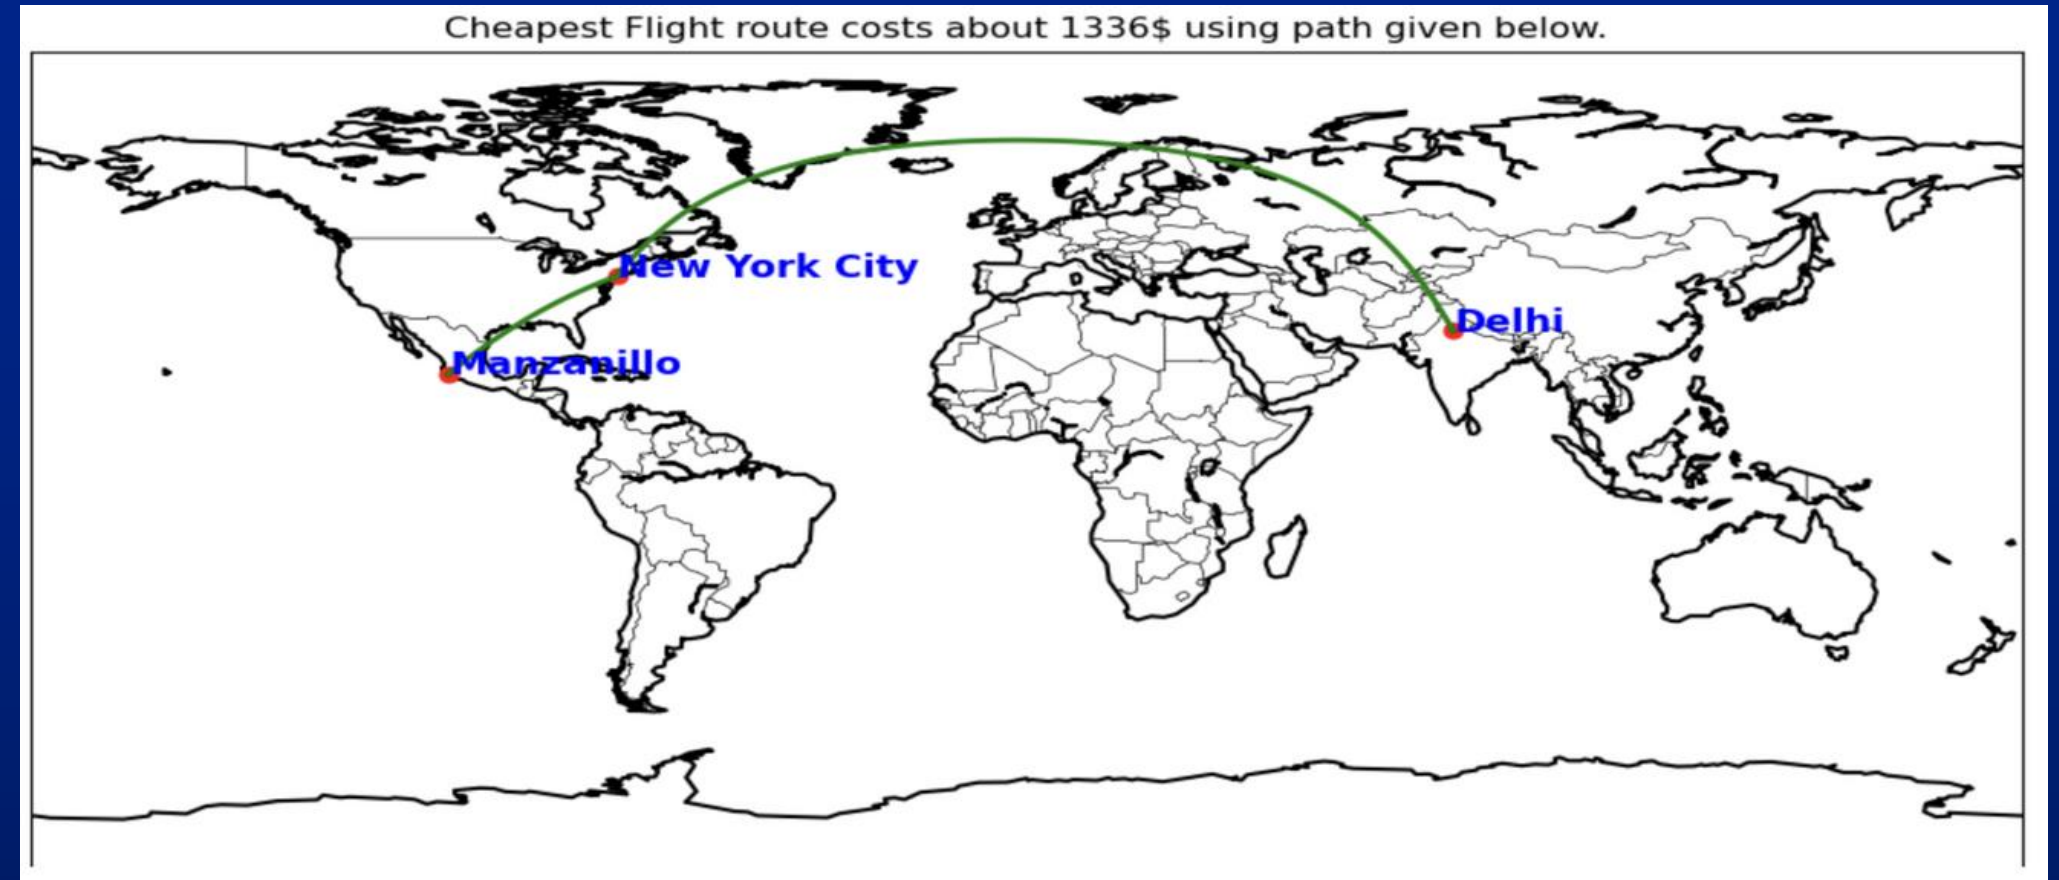 Cheapest Flight route costs about 1336$ using path given below.
New York City
Delhi
Manzanillo